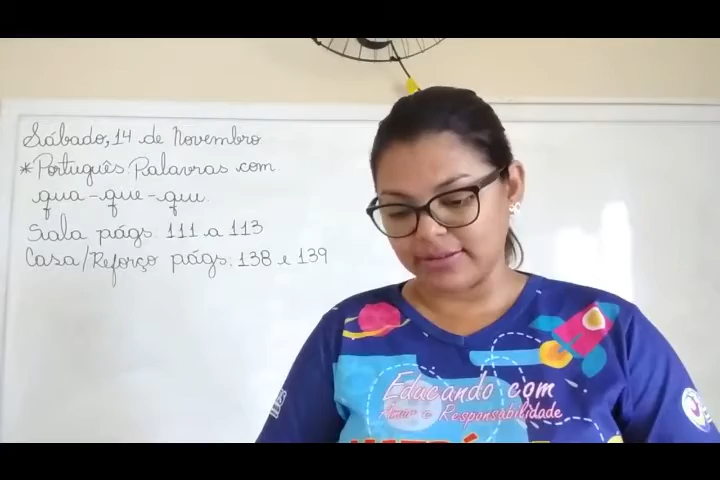 Sábado, 14 de Novembro
*Português: Palavras com
qua - que - qui.
Sala págs: 111 a 113
Casa/Reforço págs: 138 e 139
Educando com
Amor e Responsabilidade